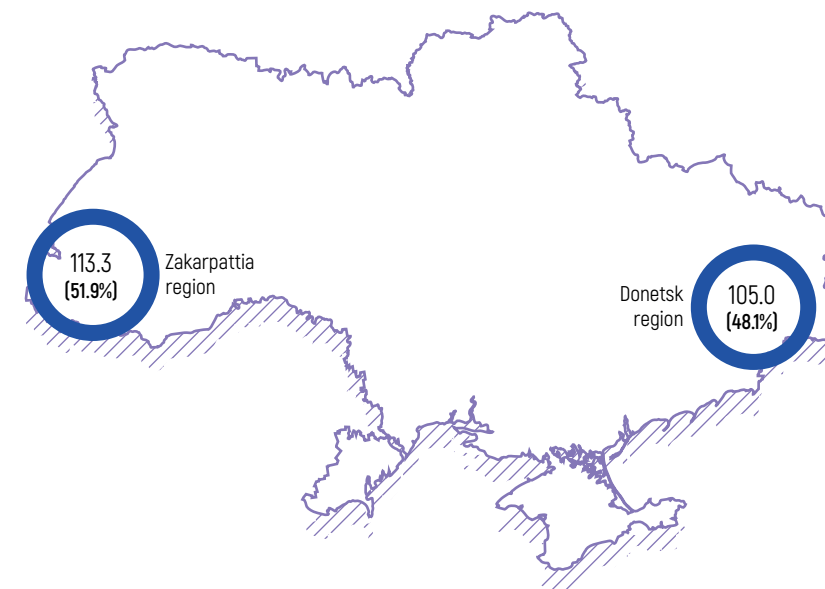 113.3
(51.9%)
Zakarpattia
region
Donetsk
region
105.0
(48.1%)